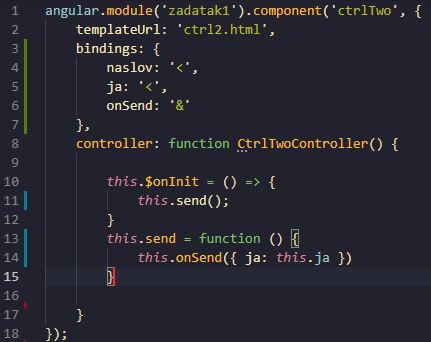 1 angular.module('zadatak1').component('ctrlTwo', {
2     templateUrl: 'ctrl2.html',
3     bindings: {
4         naslov: '<',
5         ja: '<',
6         onSend: '&'
7     },
8     controller: function CtrlTwoController() {
9
10         this.$onInit = () => {
11             this.send();
12         }
13         this.send = function () {
14             this.onSend({ ja: this.ja })
15         }
16
17     }
18 });